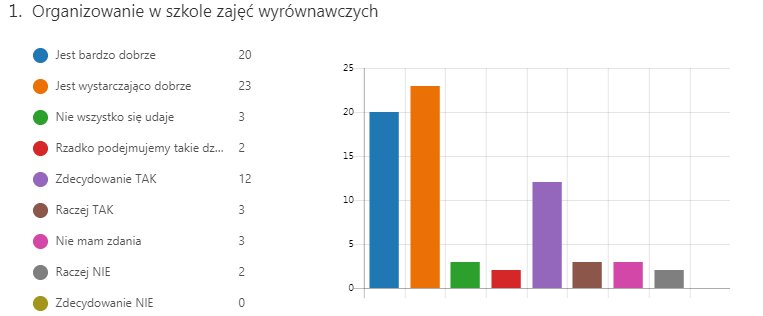 1. Organizowanie w szkole zajęć wyrównawczych
Jest bardzo dobrze 20
Jest wystarczająco dobrze 23
Nie wszystko się udaje 3
Rzadko podejmujemy takie dz... 2
Zdecydowanie TAK 12
Raczej TAK 3
Nie mam zdania 3
Raczej NIE 2
Zdecydowanie NIE 0
25
20
15
10
5
0